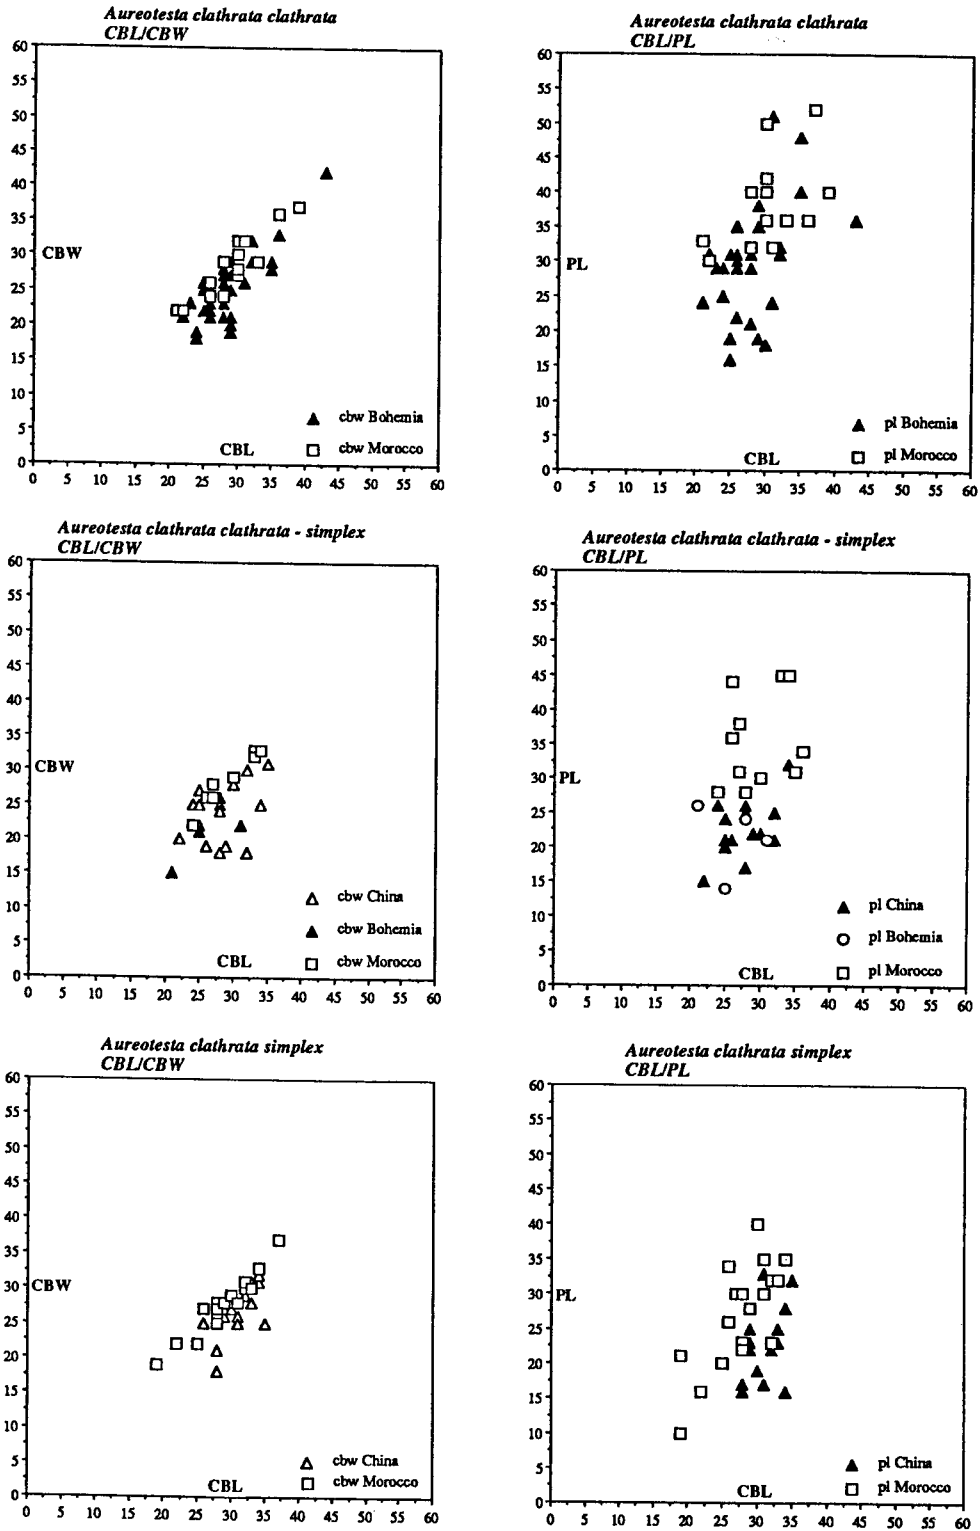 Aureotesta clathrata clathrata
CBL/CBW
60
55
50
45
40
35
30
25
20
15
10
5
0
CBW
cbw Bohemia
cbw Morocco
CBL
0 5 10 15 20 25 30 35 40 45 50 55 60
Aureotesta clathrata clathrata
CBL/PL
60
55
50
45
40
35
30
25
20
15
10
5
0
PL
pl Bohemia
pl Morocco
CBL
0 5 10 15 20 25 30 35 40 45 50 55 60
Aureotesta clathrata clathrata - simplex
CBL/CBW
60
55
50
45
40
35
30
25
20
15
10
5
0
CBW
cbw China
cbw Bohemia
cbw Morocco
CBL
0 5 10 15 20 25 30 35 40 45 50 55 60
Aureotesta clathrata clathrata - simplex
CBL/PL
60
55
50
45
40
35
30
25
20
15
10
5
0
PL
pl China
pl Bohemia
pl Morocco
CBL
0 5 10 15 20 25 30 35 40 45 50 55 60
Aureotesta clathrata simplex
CBL/CBW
60
55
50
45
40
35
30
25
20
15
10
5
0
CBW
cbw China
cbw Morocco
CBL
0 5 10 15 20 25 30 35 40 45 50 55 60
Aureotesta clathrata simplex
CBL/PL
60
55
50
45
40
35
30
25
20
15
10
5
0
PL
pl China
pl Morocco
CBL
0 5 10 15 20 25 30 35 40 45 50 55 60